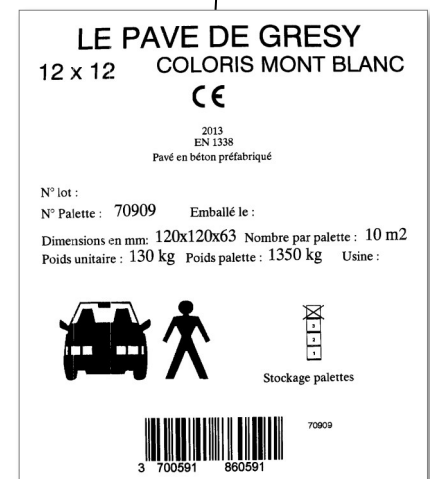 LE PAVE DE GRESY
12 x 12 COLORIS MONT BLANC
CE
2013
EN 1338
Pavé en béton préfabriqué
N° lot :
N° Palette : 70909 Emballé le :
Dimensions en mm: 120x120x63 Nombre par palette : 10 m2
Poids unitaire : 130 kg Poids palette : 1350 kg Usine :
3
2
1
Stockage palettes
70909
3 700591 860591